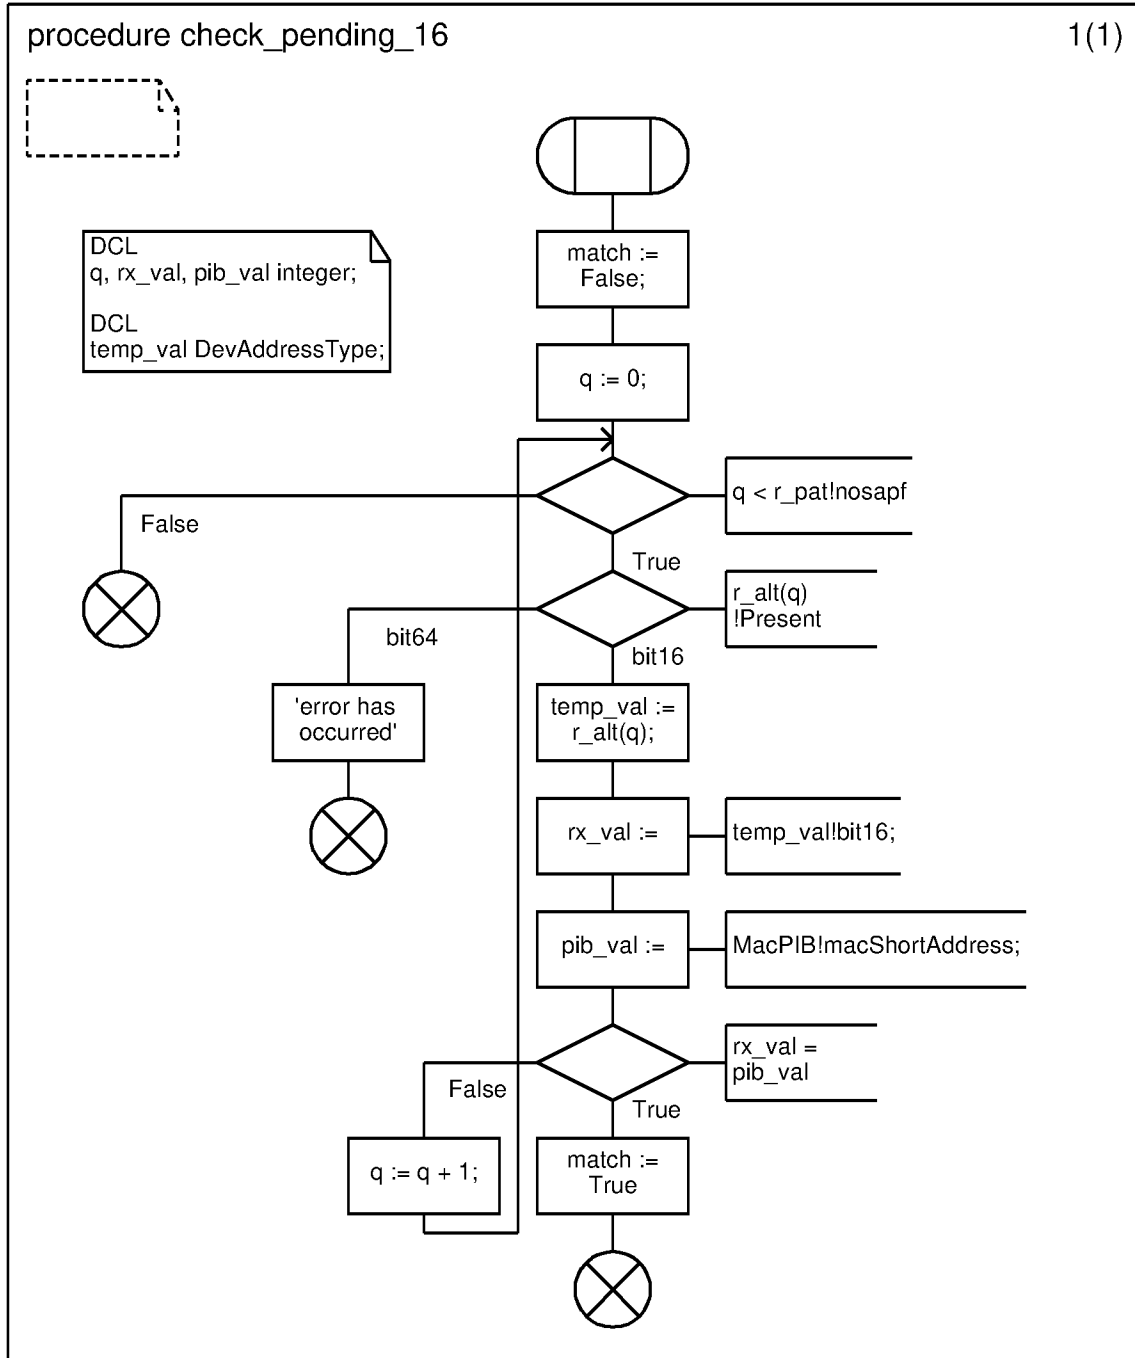 procedure check_pending_16
1(1)
DCL
q, rx_val, pib_val integer;
DCL
temp_val DevAddressType;
match :=
False;
q := 0;
q < r_pat!nosapf
False
True
r_alt(q)
!Present
bit64
bit16
'error has
occurred'
temp_val :=
r_alt(q);
rx_val :=
temp_val!bit16;
pib_val :=
MacPIB!macShortAddress;
rx_val =
pib_val
False
True
q := q + 1;
match :=
True